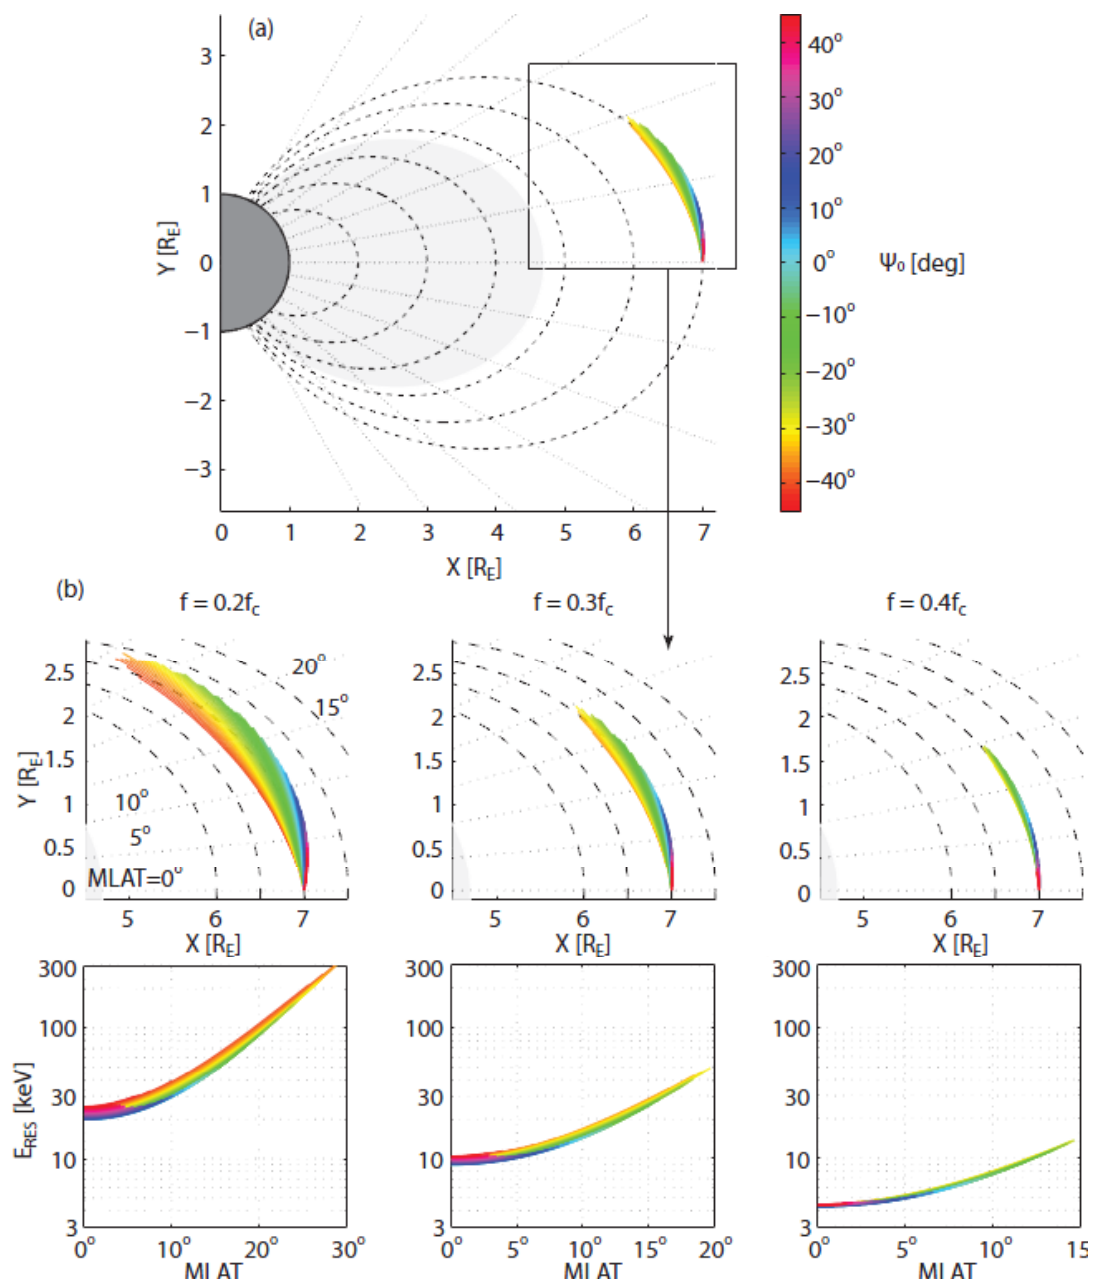 (a)
3
2
1
0
−1
−2
−3
Y [R_E]
0 1 2 3 4 5 6 7
X [R_E]
40°
30°
20°
10°
0°
−10°
−20°
−30°
−40°
Ψ₀ [deg]
(b)
f = 0.2f_c
f = 0.3f_c
f = 0.4f_c
2.5
2
1.5
1
0.5
0
Y [R_E]
20°
15°
10°
5°
MLAT=0°
5 6 7
X [R_E]
2.5
2
1.5
1
0.5
0
5 6 7
X [R_E]
2.5
2
1.5
1
0.5
0
5 6 7
X [R_E]
300
100
30
10
3
E_RES [keV]
0° 10° 20° 30°
MLAT
300
100
30
10
3
0° 5° 10° 15° 20°
MLAT
300
100
30
10
3
0° 5° 10° 15
MLAT